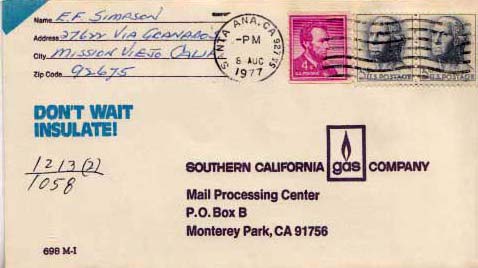 Name E.F. SIMPSON
Address 27622 VIA GRANADOS
City MISSION VIEJO CALIF
Zip Code 92675
SANTA ANA, CA 927
-PM
8 AUG
1977
4¢
U.S. POSTAGE
U.S. POSTAGE
DON'T WAIT
INSULATE!
1213(2)
1058
SOUTHERN CALIFORNIA gas COMPANY
Mail Processing Center
P.O. Box B
Monterey Park, CA 91756
698 M-I